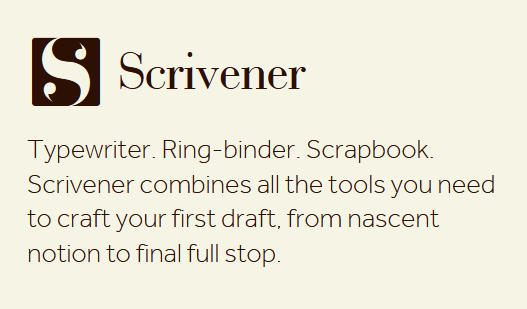 Scrivener
Typewriter. Ring-binder. Scrapbook.
Scrivener combines all the tools you need
to craft your first draft, from nascent
notion to final full stop.